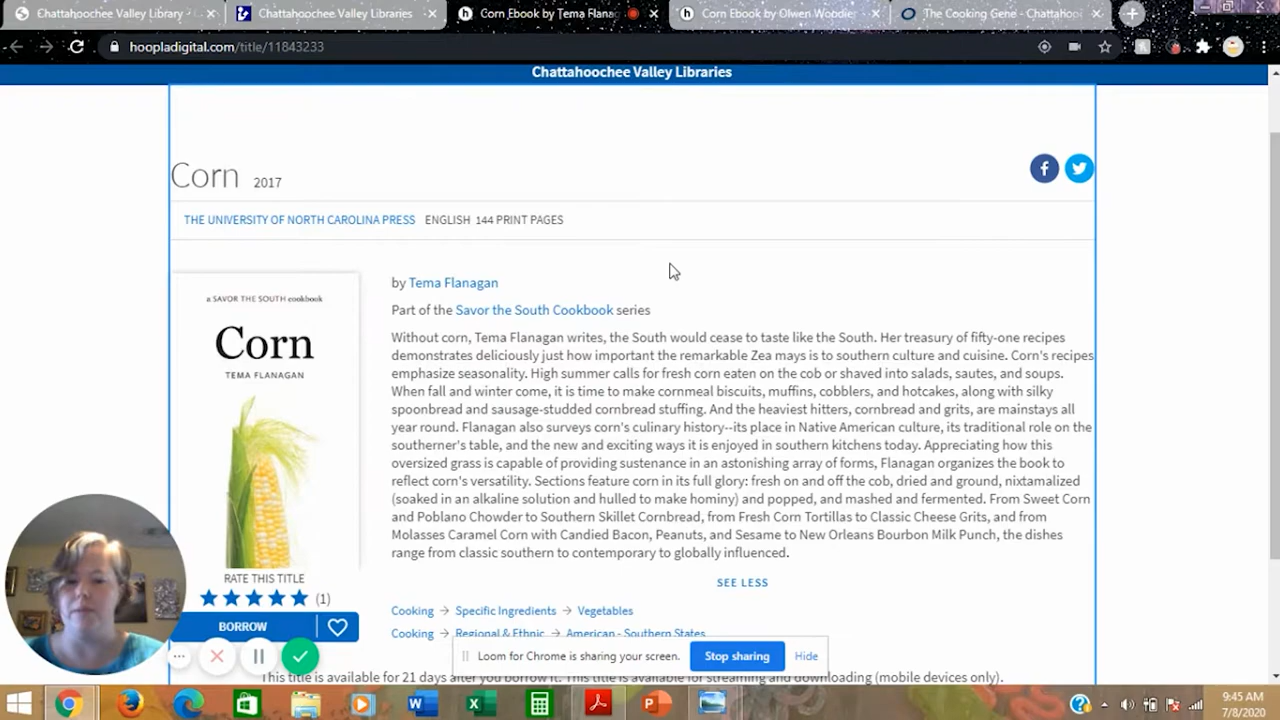 Chattahoochee Valley Library
Chattahoochee Valley Libraries
Corn Ebook by Tema Flana
Corn Ebook by Olwen Woodier
The Cooking Gene - Chattahooc
hoopladigital.com/title/11843233
Chattahoochee Valley Libraries
Corn 2017
THE UNIVERSITY OF NORTH CAROLINA PRESS ENGLISH 144 PRINT PAGES
a SAVOR THE SOUTH cookbook
Corn
TEMA FLANAGAN
by Tema Flanagan
Part of the Savor the South Cookbook series
Without corn, Tema Flanagan writes, the South would cease to taste like the South. Her treasury of fifty-one recipes
demonstrates deliciously just how important the remarkable Zea mays is to southern culture and cuisine. Corn's recipes
emphasize seasonality. High summer calls for fresh corn eaten on the cob or shaved into salads, sautes, and soups.
When fall and winter come, it is time to make cornmeal biscuits, muffins, cobblers, and hotcakes, along with silky
spoonbread and sausage-studded cornbread stuffing. And the heaviest hitters, cornbread and grits, are mainstays all
year round. Flanagan also surveys corn's culinary history--its place in Native American culture, its traditional role on the
southerner's table, and the new and exciting ways it is enjoyed in southern kitchens today. Appreciating how this
oversized grass is capable of providing sustenance in an astonishing array of forms, Flanagan organizes the book to
reflect corn's versatility. Sections feature corn in its full glory: fresh on and off the cob, dried and ground, nixtamalized
(soaked in an alkaline solution and hulled to make hominy) and popped, and mashed and fermented. From Sweet Corn
and Poblano Chowder to Southern Skillet Cornbread, from Fresh Corn Tortillas to Classic Cheese Grits, and from
Molasses Caramel Corn with Candied Bacon, Peanuts, and Sesame to New Orleans Bourbon Milk Punch, the dishes
range from classic southern to contemporary to globally influenced.
SEE LESS
RATE THIS TITLE
(1)
BORROW
Cooking → Specific Ingredients → Vegetables
Cooking → Regional & Ethnic → American - Southern States
Loom for Chrome is sharing your screen. Stop sharing Hide
This title is available for 21 days after you borrow it. This title is available for streaming and downloading (mobile devices only).
9:45 AM
7/8/2020